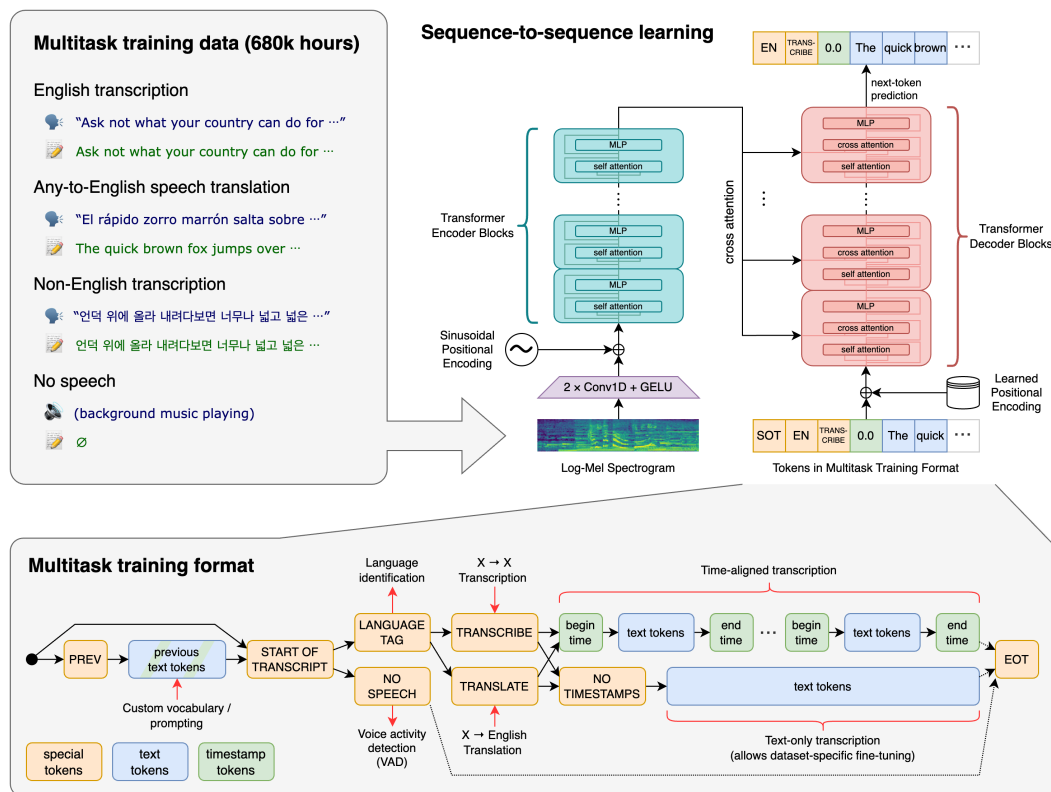 Multitask training data (680k hours)
English transcription
“Ask not what your country can do for ⋯”
Ask not what your country can do for ⋯
Any-to-English speech translation
“El rápido zorro marrón salta sobre ⋯”
The quick brown fox jumps over ⋯
Non-English transcription
“언덕 위에 올라 내려다보면 너무나 넓고 넓은 ⋯”
언덕 위에 올라 내려다보면 너무나 넓고 넓은 ⋯
No speech
(background music playing)
∅
Sequence-to-sequence learning
EN
TRANS-
CRIBE
0.0
The
quick
brown
⋯
next-token
prediction
MLP
self attention
⋮
MLP
self attention
MLP
self attention
Transformer
Encoder Blocks
cross attention
⋮
MLP
cross attention
self attention
⋮
MLP
cross attention
self attention
MLP
cross attention
self attention
Transformer
Decoder Blocks
Sinusoidal
Positional
Encoding
2 × Conv1D + GELU
Log-Mel Spectrogram
Learned
Positional
Encoding
SOT
EN
TRANS-
CRIBE
0.0
The
quick
⋯
Tokens in Multitask Training Format
Multitask training format
Language
identification
X → X
Transcription
Time-aligned transcription
PREV
previous
text tokens
START OF
TRANSCRIPT
LANGUAGE
TAG
TRANSCRIBE
begin
time
text tokens
end
time
⋯
begin
time
text tokens
end
time
EOT
NO
SPEECH
TRANSLATE
NO
TIMESTAMPS
text tokens
Custom vocabulary /
prompting
Voice activity
detection
(VAD)
X → English
Translation
Text-only transcription
(allows dataset-specific fine-tuning)
special
tokens
text
tokens
timestamp
tokens